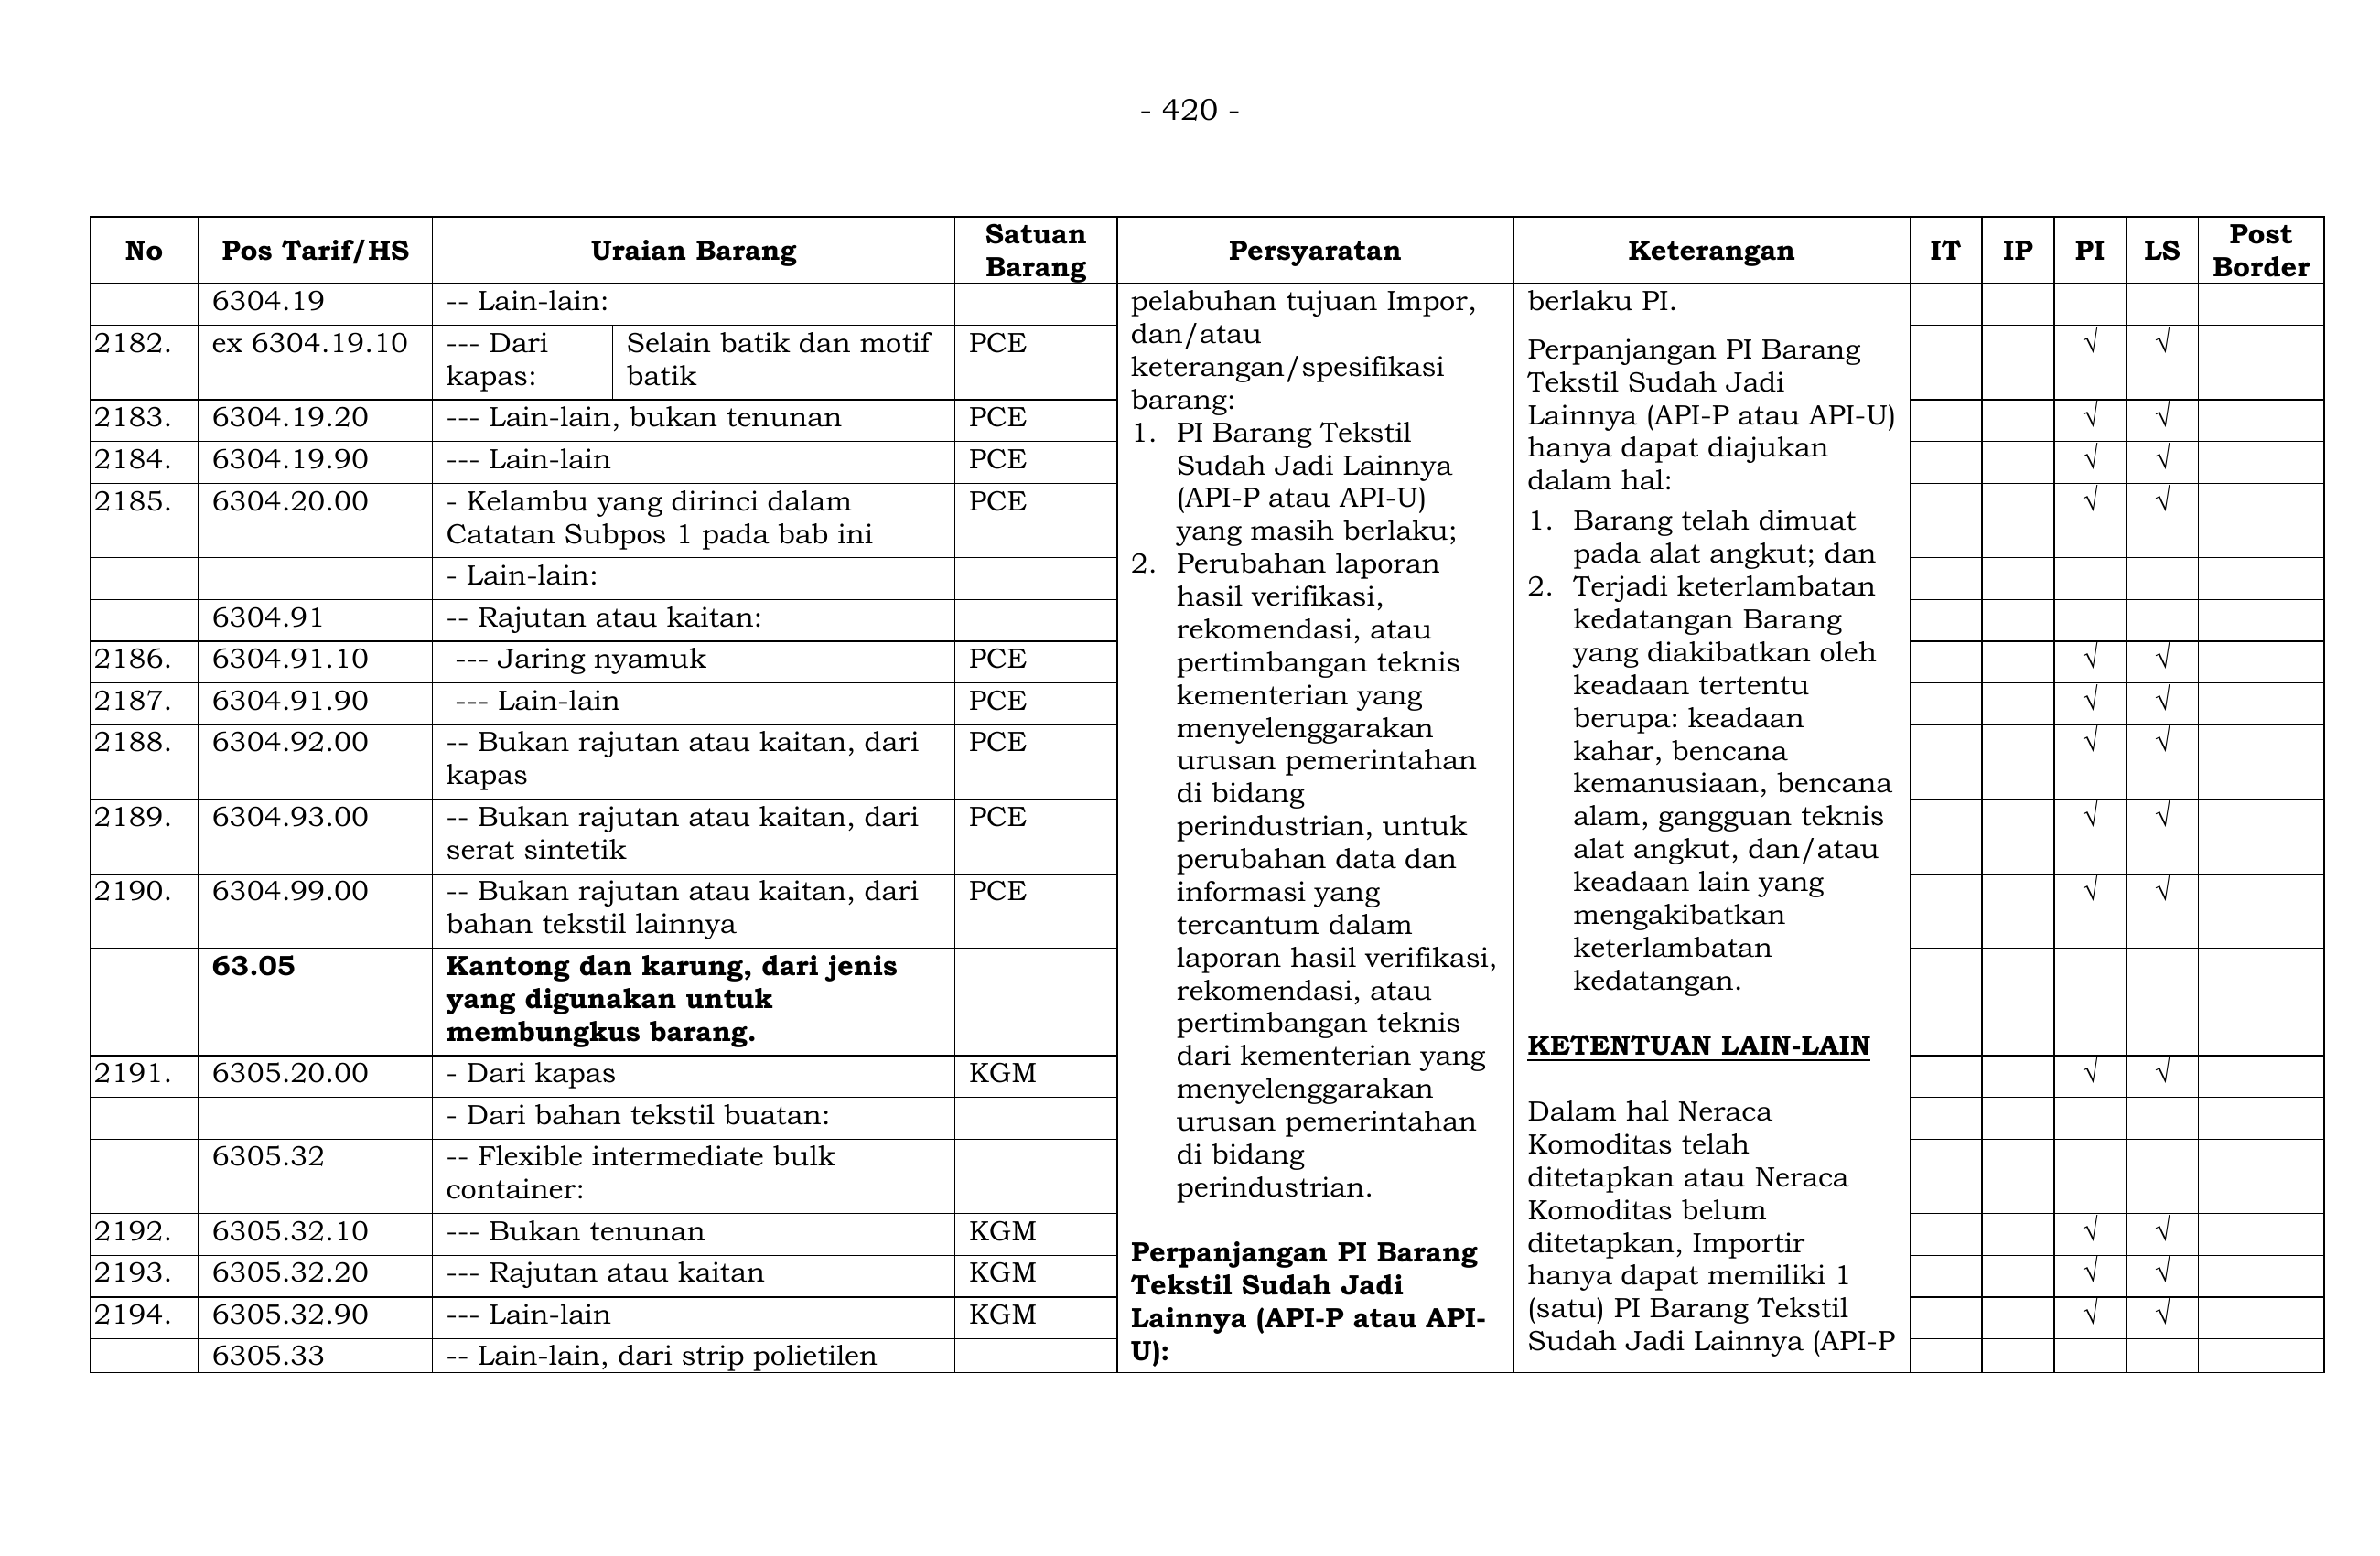 - 420 -
No Pos Tarif/HS Uraian Barang Satuan Barang Persyaratan Keterangan IT IP PI LS Post Border
6304.19 -- Lain-lain:
2182. ex 6304.19.10 --- Dari kapas: Selain batik dan motif batik PCE √ √
2183. 6304.19.20 --- Lain-lain, bukan tenunan PCE √ √
2184. 6304.19.90 --- Lain-lain PCE √ √
2185. 6304.20.00 - Kelambu yang dirinci dalam Catatan Subpos 1 pada bab ini PCE √ √
- Lain-lain:
6304.91 -- Rajutan atau kaitan:
2186. 6304.91.10 --- Jaring nyamuk PCE √ √
2187. 6304.91.90 --- Lain-lain PCE √ √
2188. 6304.92.00 -- Bukan rajutan atau kaitan, dari kapas PCE √ √
2189. 6304.93.00 -- Bukan rajutan atau kaitan, dari serat sintetik PCE √ √
2190. 6304.99.00 -- Bukan rajutan atau kaitan, dari bahan tekstil lainnya PCE √ √
63.05 Kantong dan karung, dari jenis yang digunakan untuk membungkus barang.
2191. 6305.20.00 - Dari kapas KGM √ √
- Dari bahan tekstil buatan:
6305.32 -- Flexible intermediate bulk container:
2192. 6305.32.10 --- Bukan tenunan KGM √ √
2193. 6305.32.20 --- Rajutan atau kaitan KGM √ √
2194. 6305.32.90 --- Lain-lain KGM √ √
6305.33 -- Lain-lain, dari strip polietilen
pelabuhan tujuan Impor,
dan/atau
keterangan/spesifikasi
barang:
1. PI Barang Tekstil
Sudah Jadi Lainnya
(API-P atau API-U)
yang masih berlaku;
2. Perubahan laporan
hasil verifikasi,
rekomendasi, atau
pertimbangan teknis
kementerian yang
menyelenggarakan
urusan pemerintahan
di bidang
perindustrian, untuk
perubahan data dan
informasi yang
tercantum dalam
laporan hasil verifikasi,
rekomendasi, atau
pertimbangan teknis
dari kementerian yang
menyelenggarakan
urusan pemerintahan
di bidang
perindustrian.
Perpanjangan PI Barang
Tekstil Sudah Jadi
Lainnya (API-P atau API-
U):
berlaku PI.
Perpanjangan PI Barang
Tekstil Sudah Jadi
Lainnya (API-P atau API-U)
hanya dapat diajukan
dalam hal:
1. Barang telah dimuat
pada alat angkut; dan
2. Terjadi keterlambatan
kedatangan Barang
yang diakibatkan oleh
keadaan tertentu
berupa: keadaan
kahar, bencana
kemanusiaan, bencana
alam, gangguan teknis
alat angkut, dan/atau
keadaan lain yang
mengakibatkan
keterlambatan
kedatangan.
KETENTUAN LAIN-LAIN
Dalam hal Neraca
Komoditas telah
ditetapkan atau Neraca
Komoditas belum
ditetapkan, Importir
hanya dapat memiliki 1
(satu) PI Barang Tekstil
Sudah Jadi Lainnya (API-P